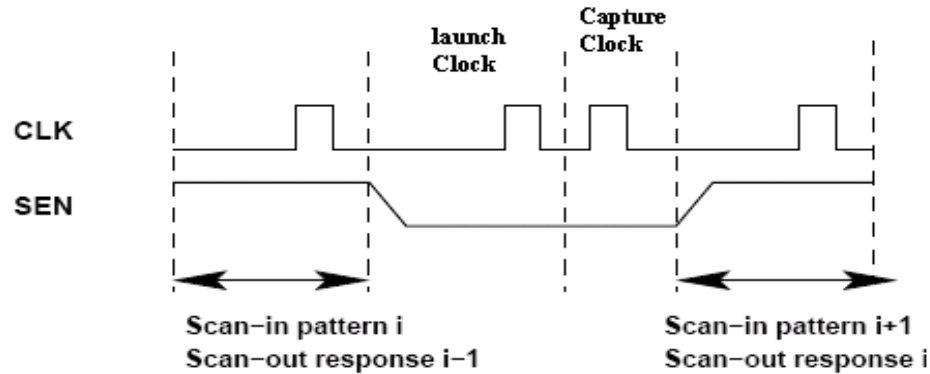 launch
Clock
Capture
Clock
CLK
SEN
Scan-in pattern i
Scan-out response i-1
Scan-in pattern i+1
Scan-out response i